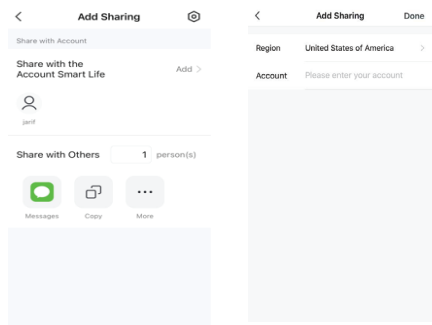 Add Sharing
Share with Account
Share with the
Account Smart Life
Add
jarif
Share with Others
1 person(s)
Messages
Copy
More
Add Sharing
Done
Region
United States of America
Account
Please enter your account